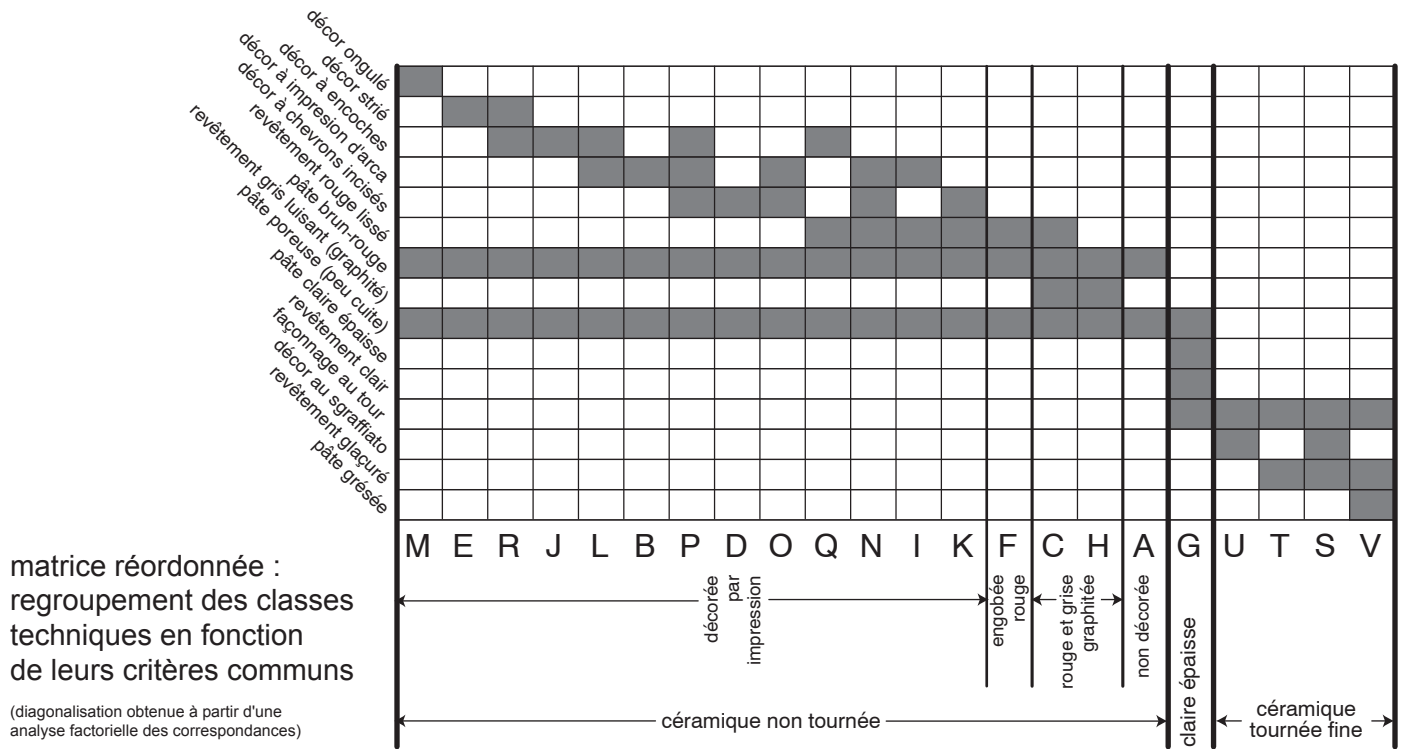 décor ongulé
décor strié
décor à encoches
décor à impresion d'arca
décor à chevrons incisés
revêtement rouge lissé
pâte brun-rouge
revêtement gris luisant (graphité)
pâte poreuse (peu cuite)
pâte claire épaisse
revêtement clair
façonnage au tour
décor au sgraffiato
revêtement glaçuré
pâte grésée
M E R J L B P D O Q N I K F C H A G U T S V
matrice réordonnée :
regroupement des classes
techniques en fonction
de leurs critères communs
(diagonalisation obtenue à partir d'une
analyse factorielle des correspondances)
décorée
par
impression
engobée
rouge
rouge et grise
graphitée
non décorée
claire épaisse
céramique non tournée
céramique
tournée fine